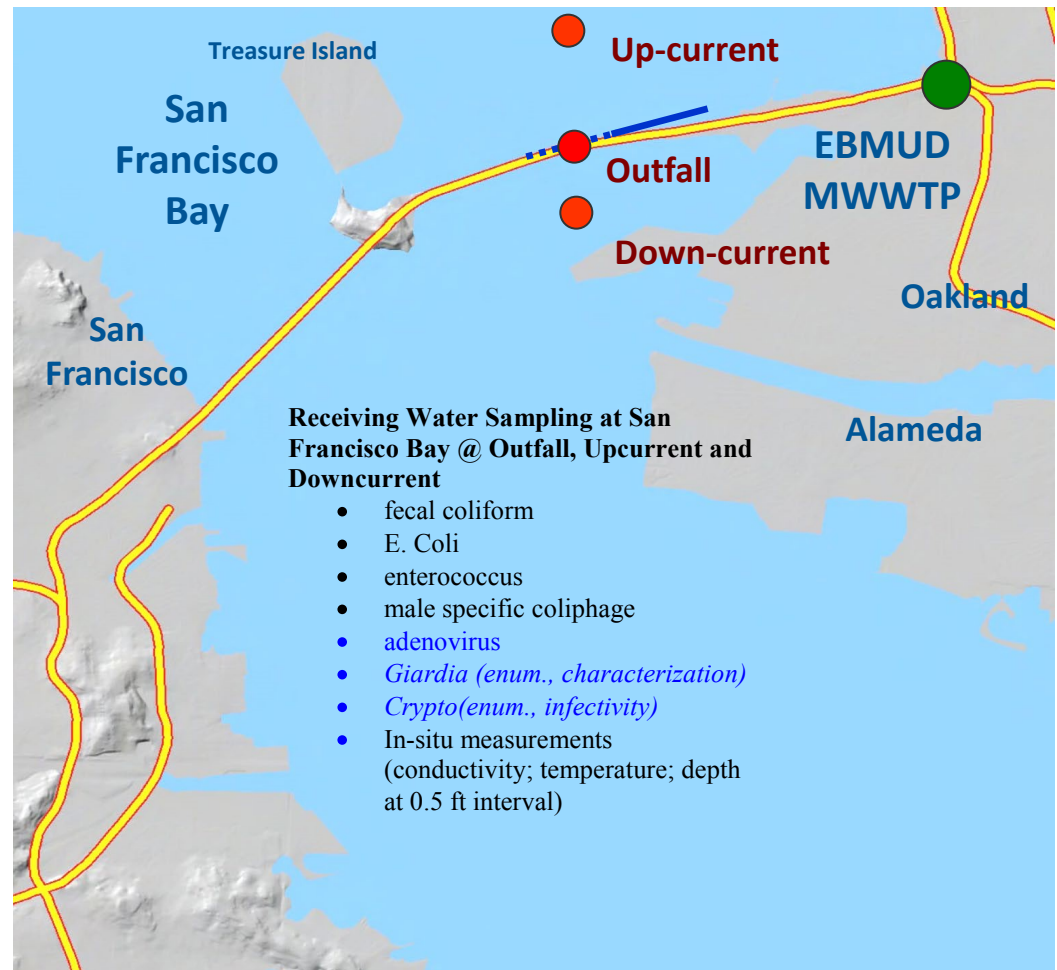 Treasure Island
Up-current
San
Francisco
Bay
EBMUD
MWWTP
Outfall
Down-current
Oakland
San
Francisco
Alameda
Receiving Water Sampling at San
Francisco Bay @ Outfall, Upcurrent and
Downcurrent
• fecal coliform
• E. Coli
• enterococcus
• male specific coliphage
• adenovirus
• Giardia (enum., characterization)
• Crypto(enum., infectivity)
• In-situ measurements
(conductivity; temperature; depth
at 0.5 ft interval)